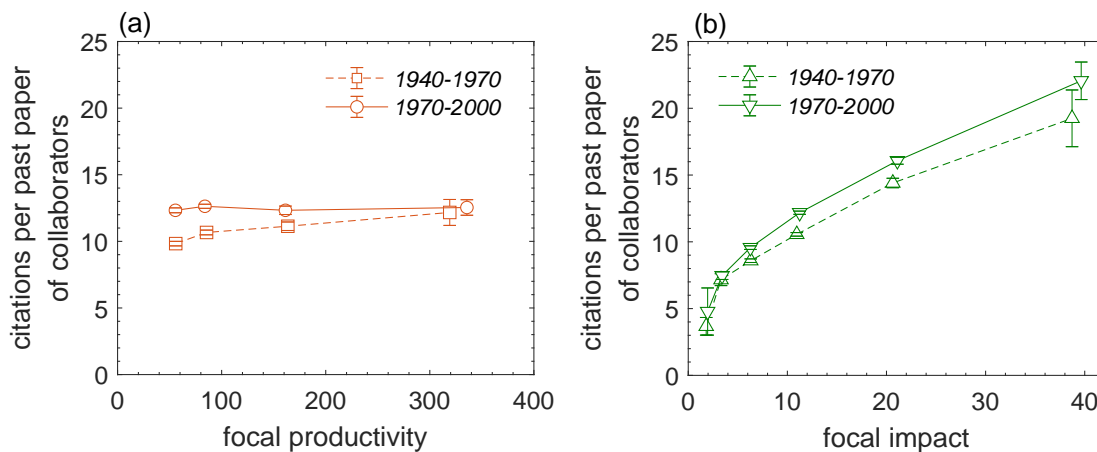 (a)
25
20
15
10
5
0
citations per past paper
of collaborators
1940-1970
1970-2000
0 100 200 300 400
focal productivity
(b)
25
20
15
10
5
0
citations per past paper
of collaborators
1940-1970
1970-2000
0 10 20 30 40
focal impact